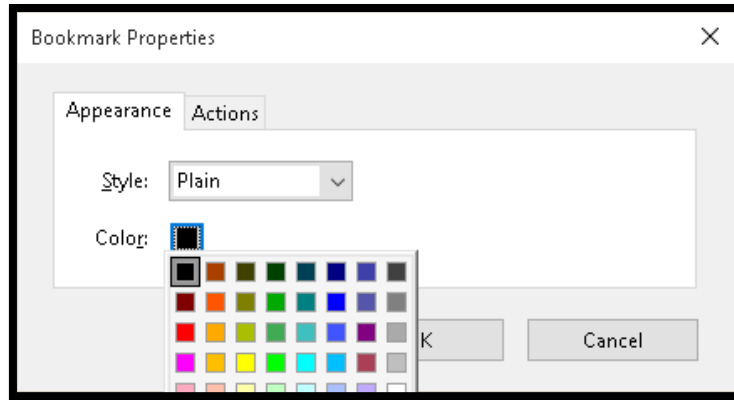 Bookmark Properties
Appearance Actions
Style: Plain
Color:
K Cancel